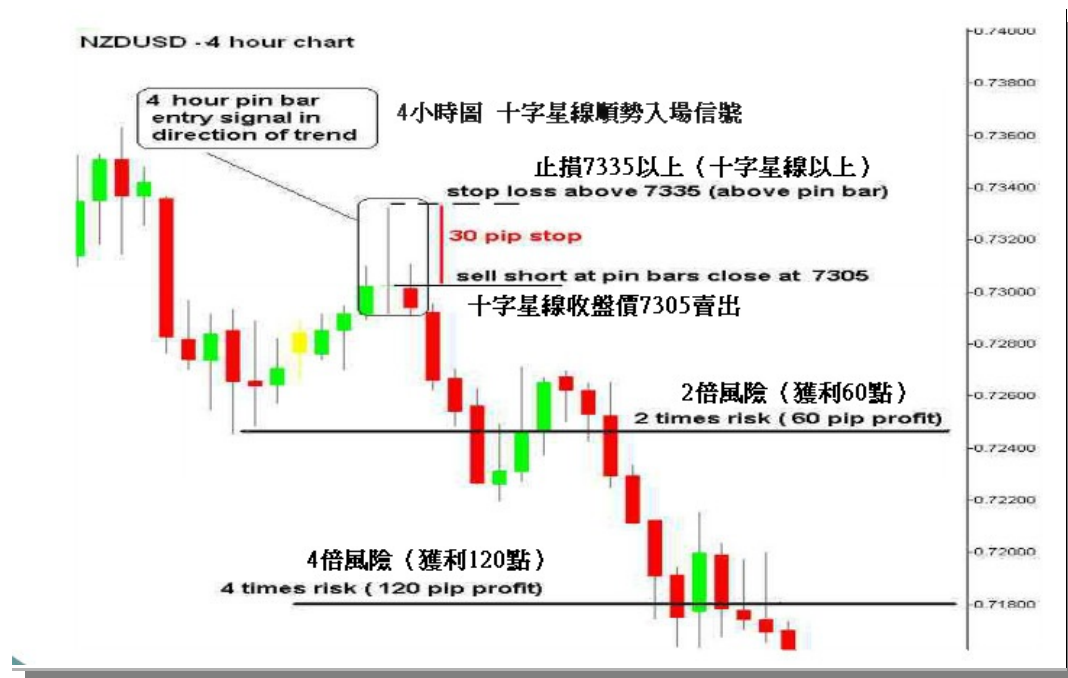 NZDUSD - 4 hour chart
4 hour pin bar
entry signal in
direction of trend
4小時圖 十字星線順勢入場信號
止損7335以上（十字星線以上）
stop loss above 7335 (above pin bar)
30 pip stop
sell short at pin bars close at 7305
十字星線收盤價7305賣出
2倍風險（獲利60點）
2 times risk ( 60 pip profit)
4倍風險（獲利120點）
4 times risk ( 120 pip profit)
0.74000
0.73800
0.73600
0.73400
0.73200
0.73000
0.72800
0.72600
0.72400
0.72200
0.72000
0.71800